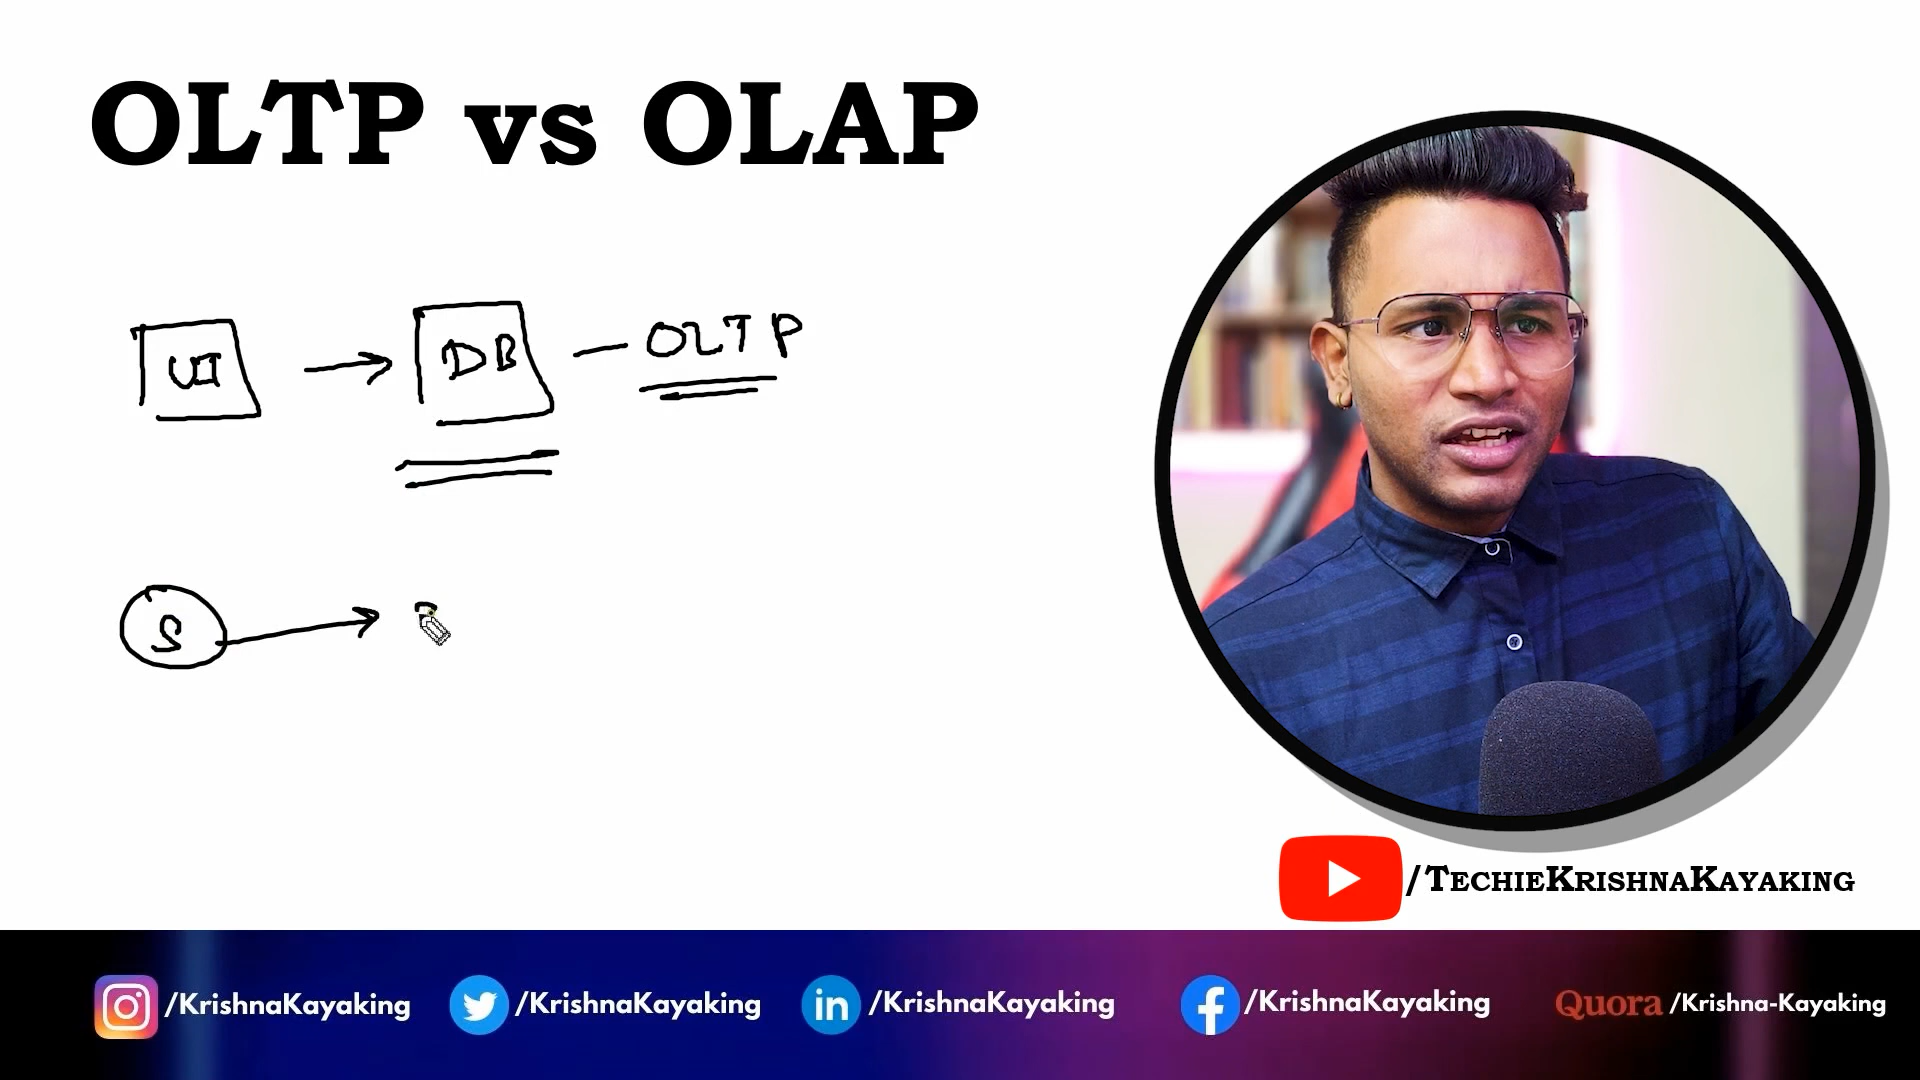 OLTP vs OLAP
UI
DB
OLTP
S
/TECHIEKRISHNAKAYAKING
/KrishnaKayaking
/KrishnaKayaking
in /KrishnaKayaking
/KrishnaKayaking
Quora /Krishna-Kayaking